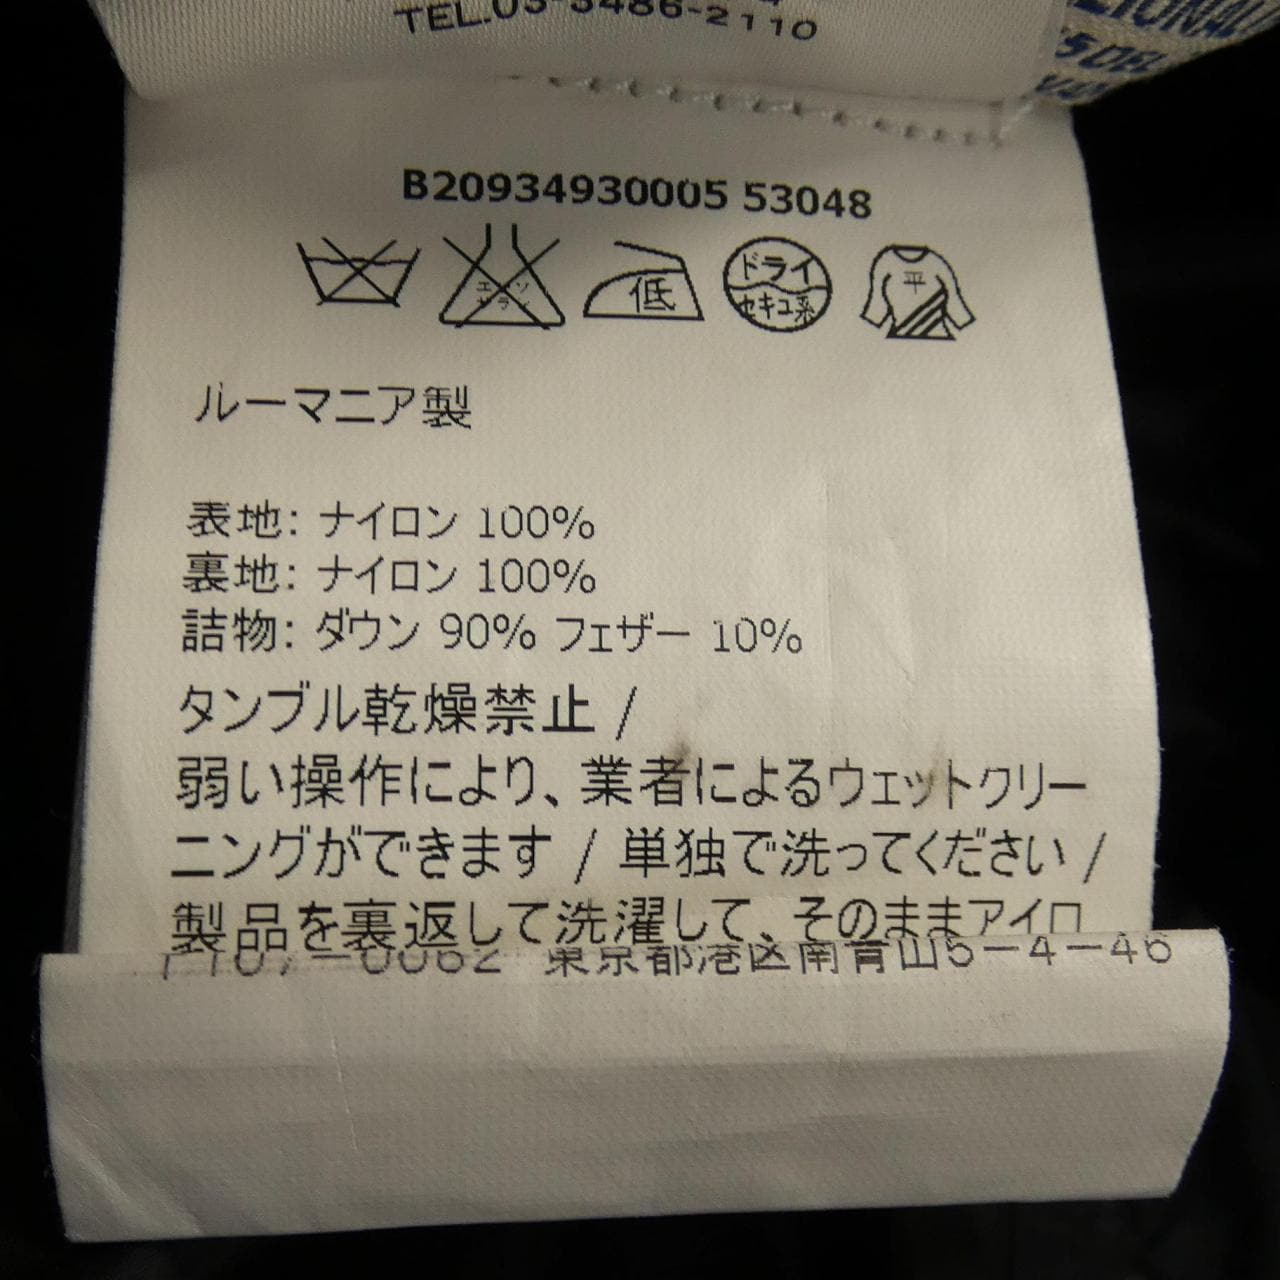 TEL.03-3486-2110
B20934930005 53048
低
ドライ
セキユ系
平
ルーマニア製
表地: ナイロン 100%
裏地: ナイロン 100%
詰物: ダウン 90% フェザー 10%
タンブル乾燥禁止 /
弱い操作により、業者によるウェットクリー
ニングができます / 単独で洗ってください /
製品を裏返して洗濯して、そのままアイロ
東京都港区南青山5-4-46